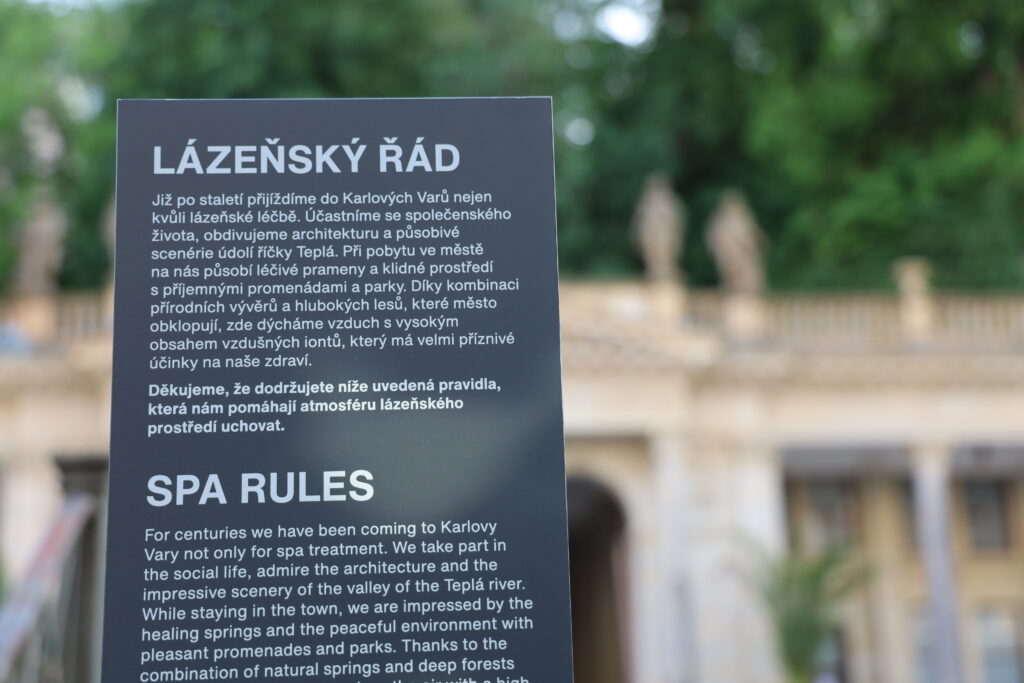 LÁZEŇSKÝ ŘÁD
Již po staletí přijíždíme do Karlových Varů nejen
kvůli lázeňské léčbě. Účastníme se společenského
života, obdivujeme architekturu a působivé
scenérie údolí říčky Teplá. Při pobytu ve městě
na nás působí léčivé prameny a klidné prostředí
s příjemnými promenádami a parky. Díky kombinaci
přírodních vývěrů a hlubokých lesů, které město
obklopují, zde dýcháme vzduch s vysokým
obsahem vzdušných iontů, který má velmi příznivé
účinky na naše zdraví.
Děkujeme, že dodržujete níže uvedená pravidla,
která nám pomáhají atmosféru lázeňského
prostředí uchovat.
SPA RULES
For centuries we have been coming to Karlovy
Vary not only for spa treatment. We take part in
the social life, admire the architecture and the
impressive scenery of the valley of the Teplá river.
While staying in the town, we are impressed by the
healing springs and the peaceful environment with
pleasant promenades and parks. Thanks to the
combination of natural springs and deep forests
the air with a high